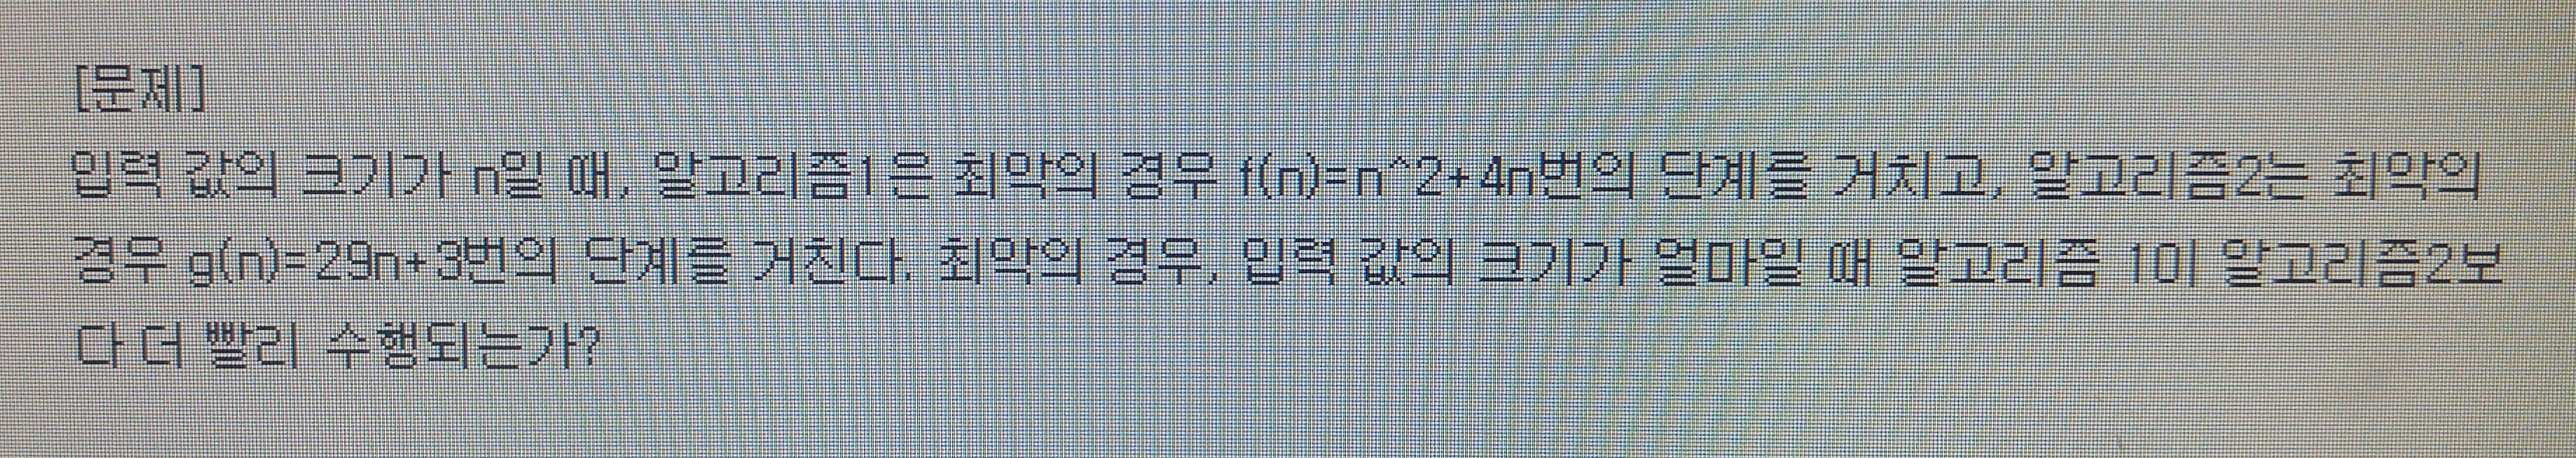 [문제]
입력 값의 크기가 n일 때, 알고리즘1은 최악의 경우 f(n)=n^2+4n번의 단계를 거치고, 알고리즘2는 최악의
경우 g(n)=29n+3번의 단계를 거친다. 최악의 경우, 입력 값의 크기가 얼마일 때 알고리즘 1이 알고리즘2보
다 더 빨리 수행되는가?